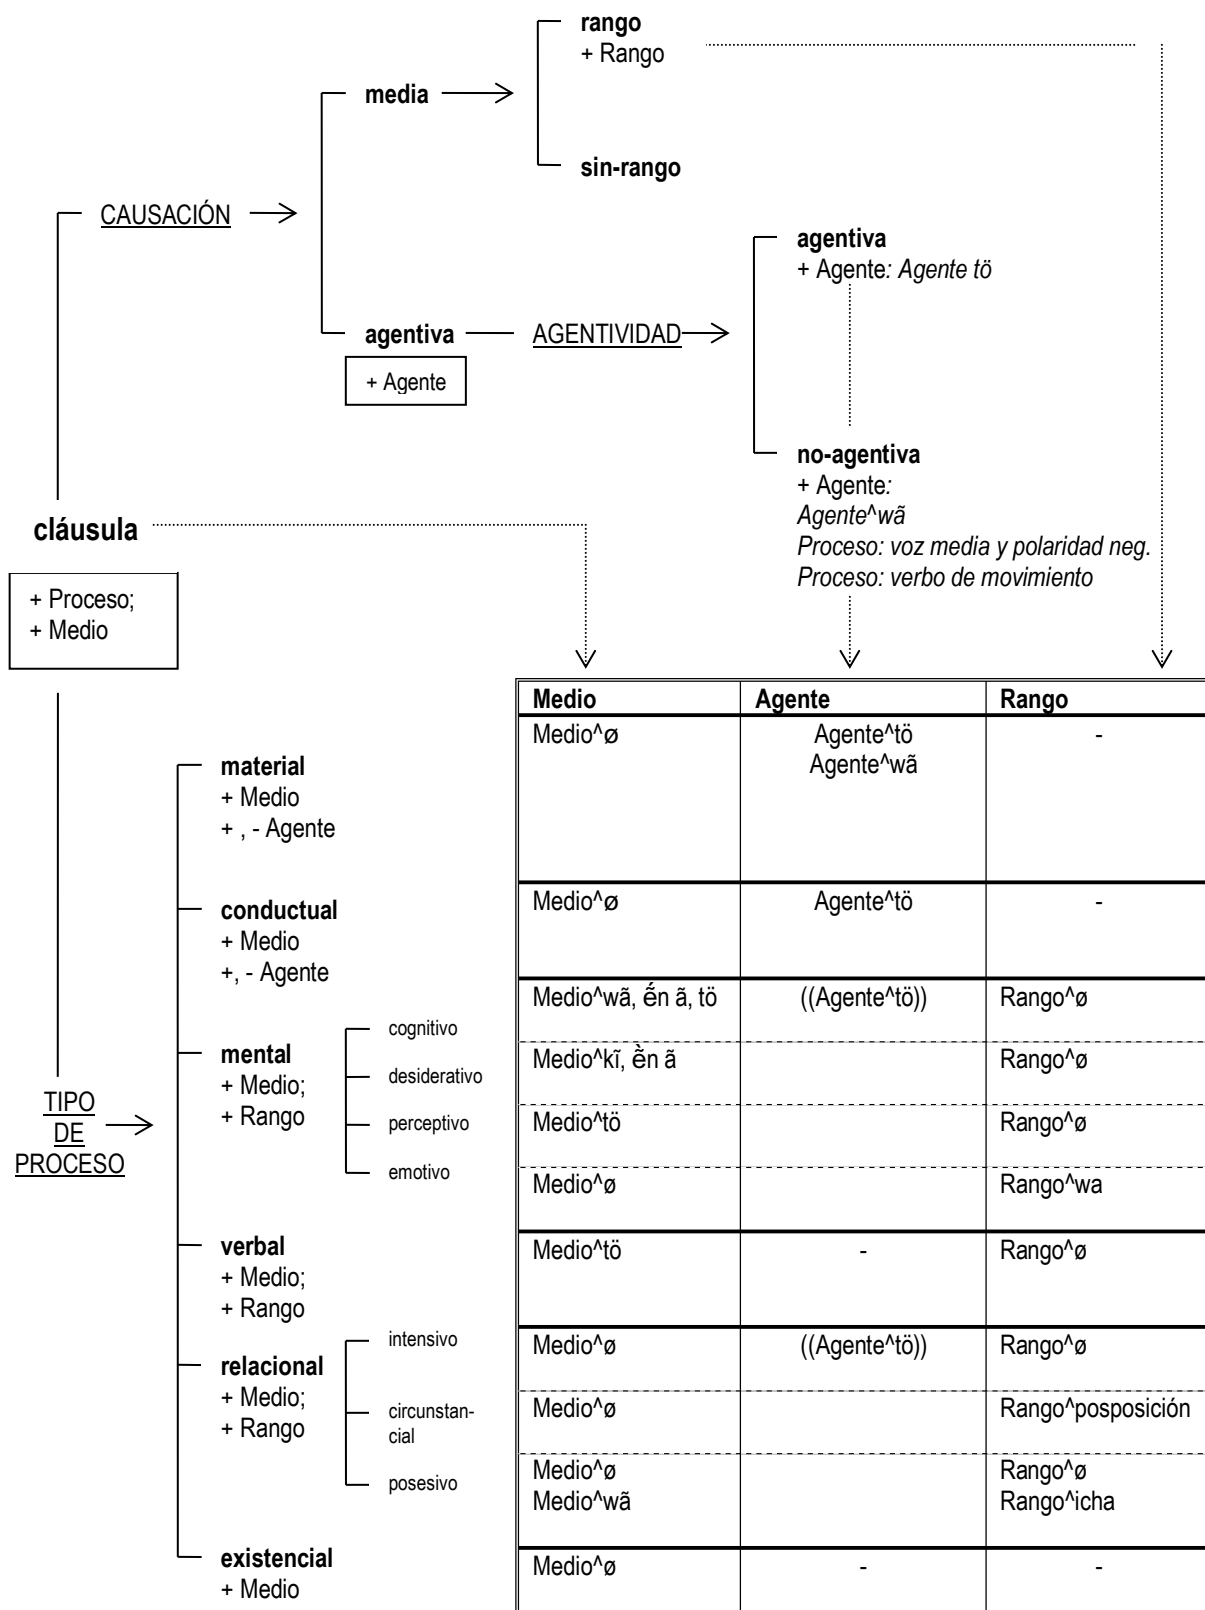 rango
+ Rango
media
sin-rango
CAUSACIÓN
agentiva
+ Agente: Agente tö
agentiva
AGENTIVIDAD
+ Agente
no-agentiva
+ Agente:
Agente^wã
Proceso: voz media y polaridad neg.
Proceso: verbo de movimiento
cláusula
+ Proceso;
+ Medio
Medio Agente Rango
Medio^ø Agente^tö -
Agente^wã
material
+ Medio
+ , - Agente
Medio^ø Agente^tö -
conductual
+ Medio
+, - Agente
Medio^wã, ẽ́n ã, tö ((Agente^tö)) Rango^ø
cognitivo
mental
+ Medio;
+ Rango
Medio^kĩ, ẽ̀n ã Rango^ø
desiderativo
perceptivo
Medio^tö Rango^ø
emotivo
Medio^ø Rango^wa
TIPO
DE
PROCESO
verbal
+ Medio;
+ Rango
Medio^tö - Rango^ø
intensivo
Medio^ø ((Agente^tö)) Rango^ø
relacional
+ Medio;
+ Rango
circunstan-
cial
Medio^ø Rango^posposición
posesivo
Medio^ø Rango^ø
Medio^wã Rango^icha
existencial
+ Medio
Medio^ø - -